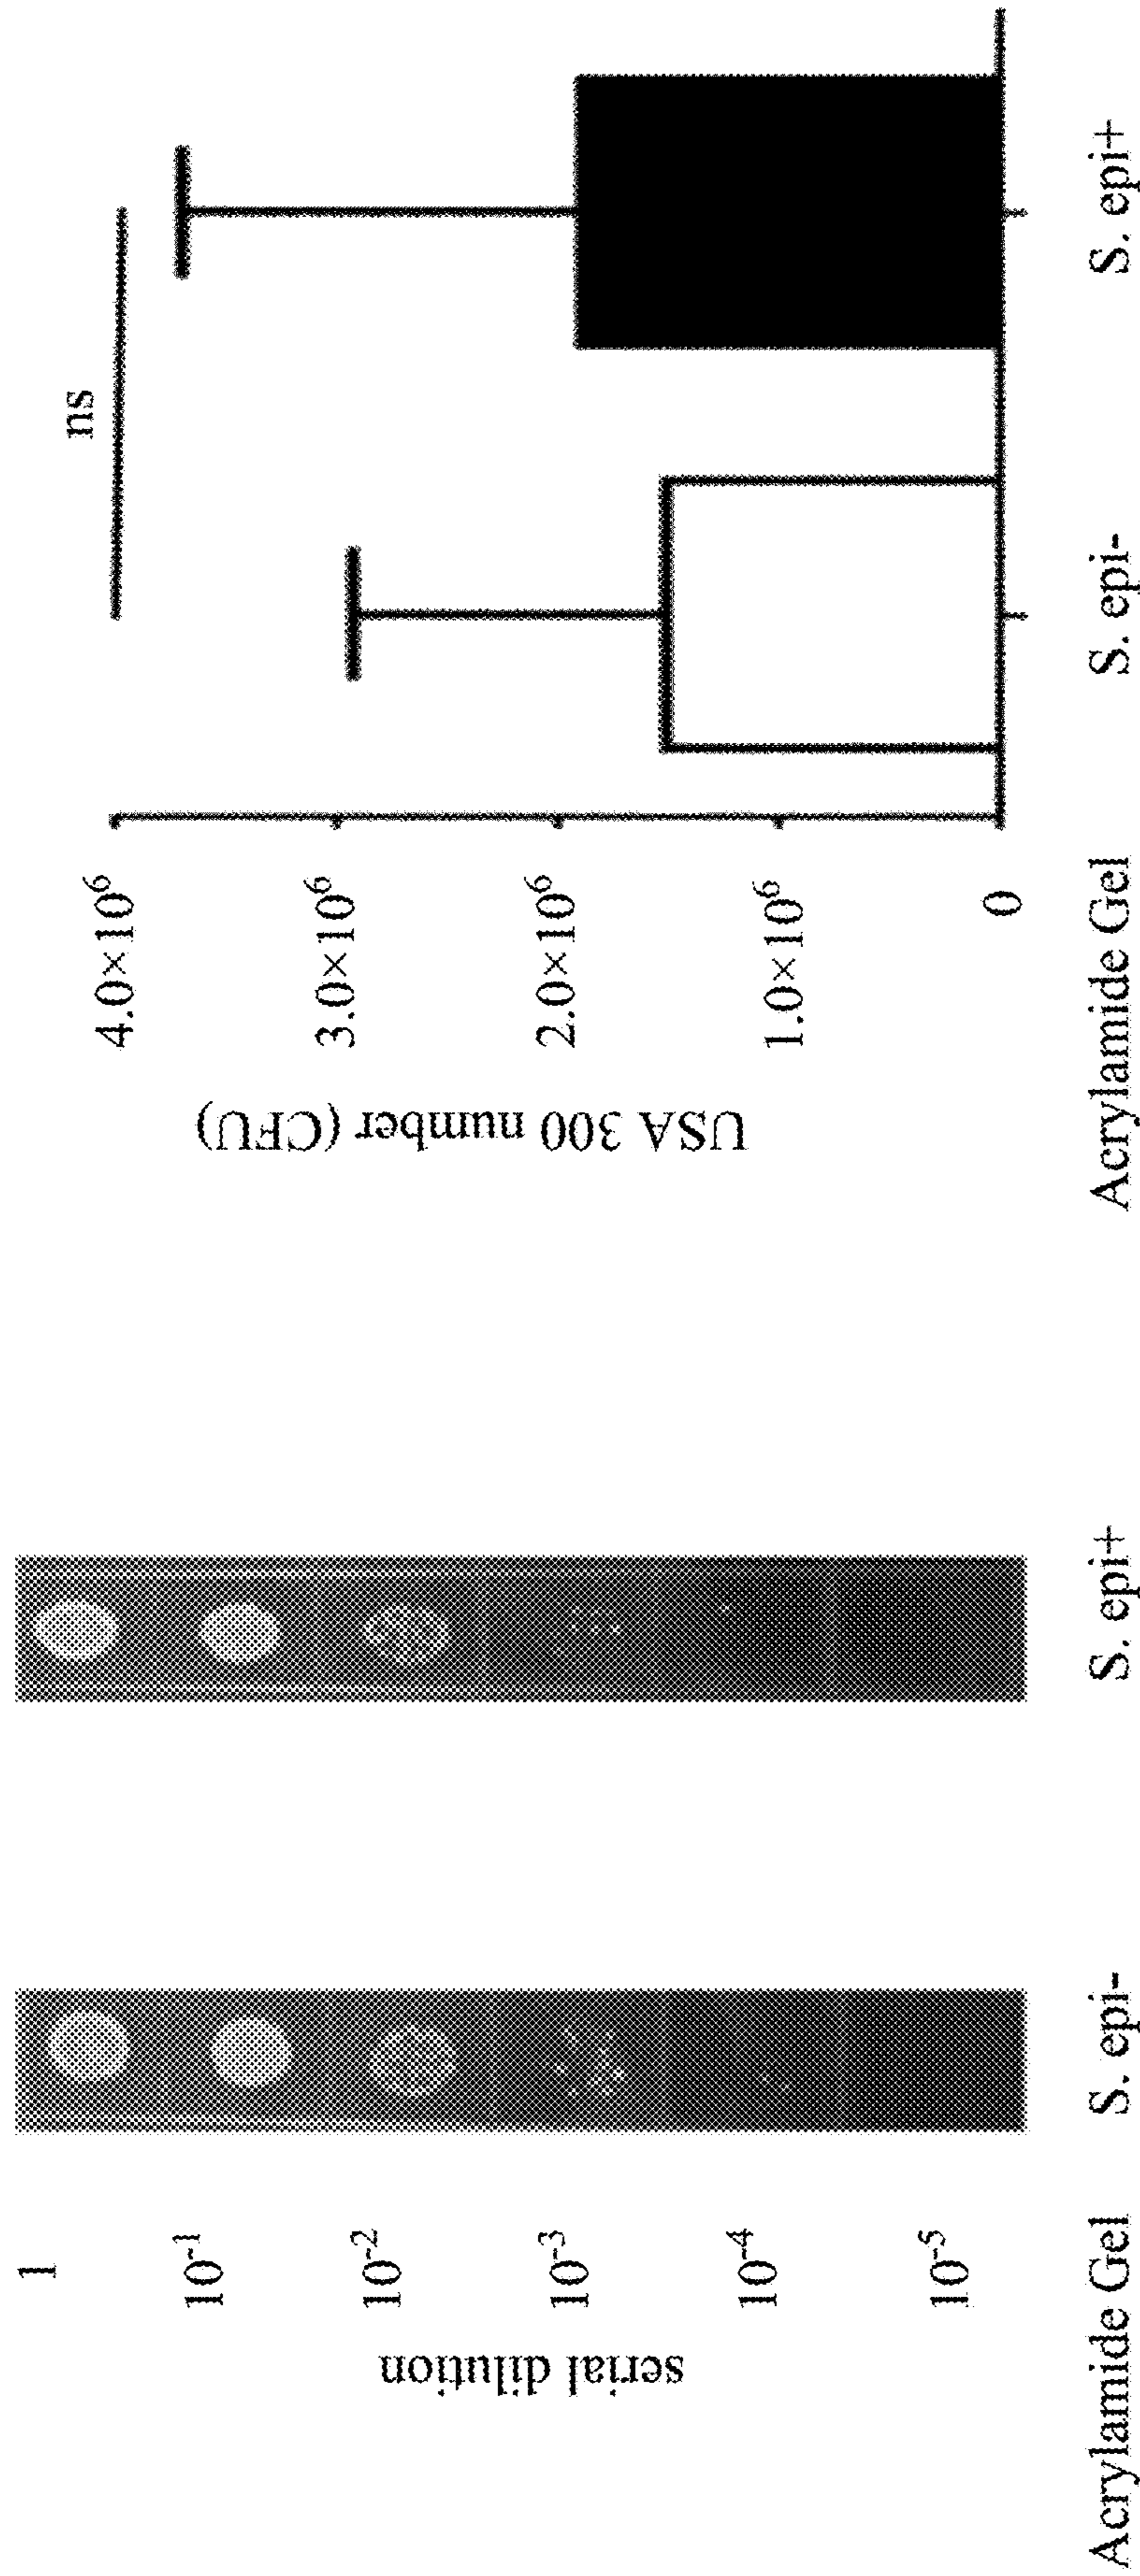 serial dilution
1
10⁻¹
10⁻²
10⁻³
10⁻⁴
10⁻⁵
Acrylamide Gel S. epi- S. epi+
USA 300 number (CFU)
4.0×10⁶
3.0×10⁶
2.0×10⁶
1.0×10⁶
0
ns
Acrylamide Gel S. epi- S. epi+